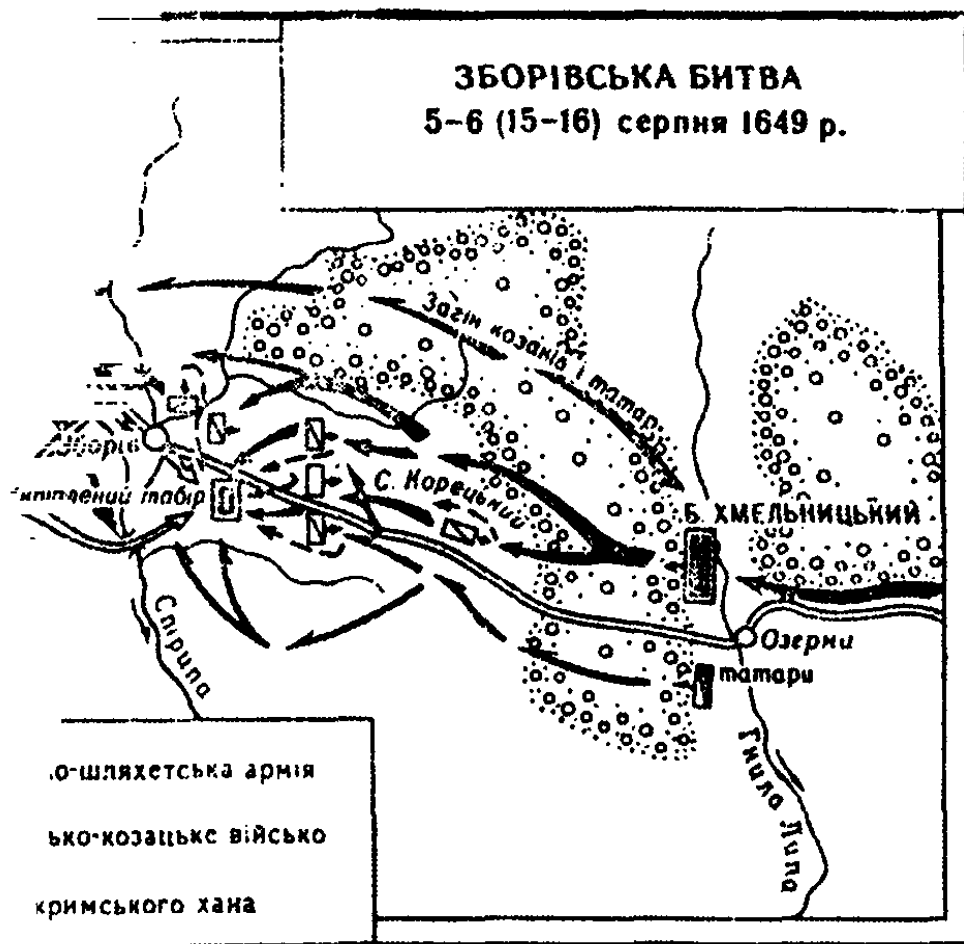 ЗБОРІВСЬКА БИТВА
5-6 (15-16) серпня 1649 р.
Загін козаків і татар
Зборів
табір
С. Корецький
Б. ХМЕЛЬНИЦЬКИЙ
Озерни
татари
Стрипа
Гнила Липа
о-шляхетська армія
ько-козацьке військо
кримського хана